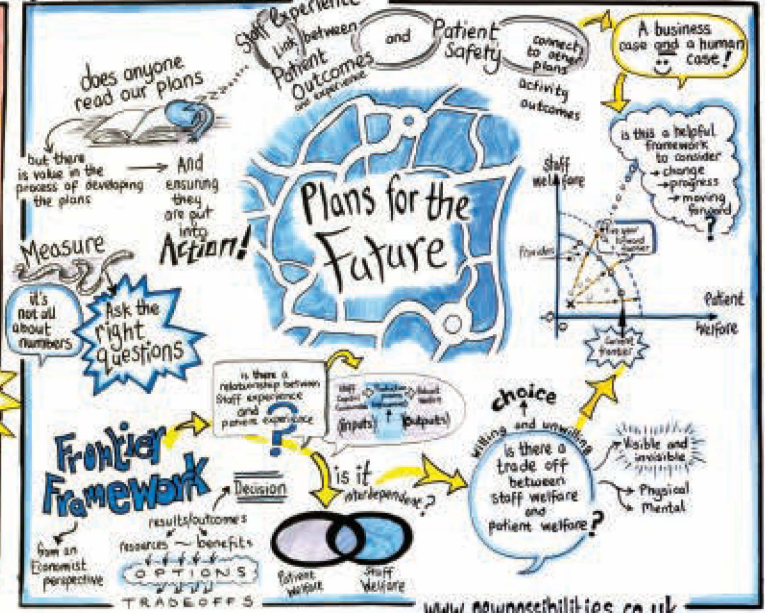 Staff Experience
Link between
Patient
Outcomes
and experience
and
Patient
Safety
connect
to other
plans
activity
outcomes
A business
case and a human
case!
does anyone
read our plans
but there
is value in the
process of developing
the plans
And
ensuring
they
are put
into
Action!
Plans for the
Future
is this a helpful
framework
to consider
→ change
→ progress
→ moving
forward
?
Staff
welfare
Patient
Welfare
Current
frontier
Measure
it's
not all
about
numbers
Ask the
right
questions
is there a
relationship between
Staff experience
and
patient experience
?
(inputs)
(outputs)
Frontier
Framework
from an
Economist
perspective
Decision
results/outcomes
resources ~ benefits
OPTIONS
TRADEOFFS
is it
interdependent?
Patient
Welfare
Staff
Welfare
choice
willing and unwilling
is there a
trade off
between
staff welfare
and
patient welfare?
Visible and
invisible
Physical
Mental
www.newpossibilities.co.uk